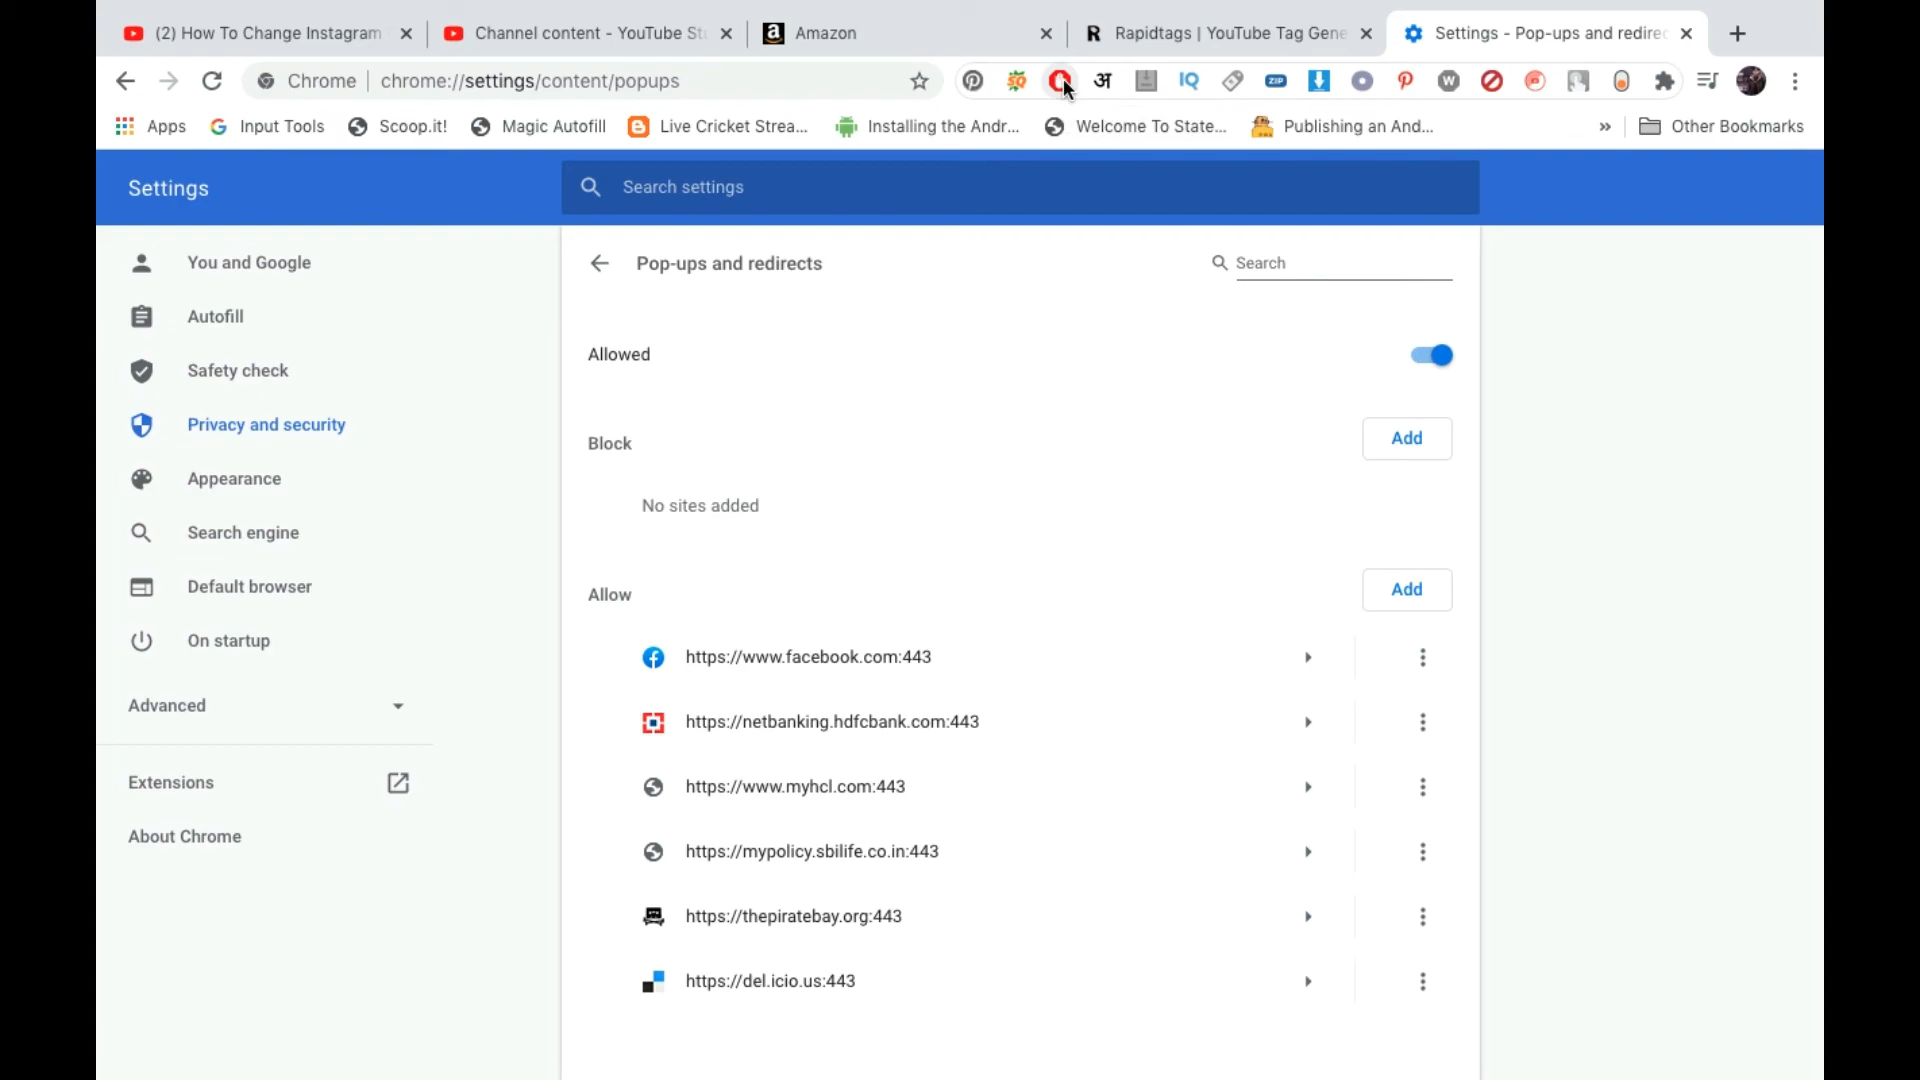 (2) How To Change Instagram
Channel content - YouTube Stu
Amazon
Rapidtags | YouTube Tag Gene
Settings - Pop-ups and redirec
Chrome
chrome://settings/content/popups
अ
IQ
ZIP
Apps
Input Tools
Scoop.it!
Magic Autofill
Live Cricket Strea...
Installing the Andr...
Welcome To State...
Publishing an And...
Other Bookmarks
Settings
Search settings
You and Google
Autofill
Safety check
Privacy and security
Appearance
Search engine
Default browser
On startup
Advanced
Extensions
About Chrome
Pop-ups and redirects
Search
Allowed
Block
Add
No sites added
Allow
Add
https://www.facebook.com:443
https://netbanking.hdfcbank.com:443
https://www.myhcl.com:443
https://mypolicy.sbilife.co.in:443
https://thepiratebay.org:443
https://del.icio.us:443